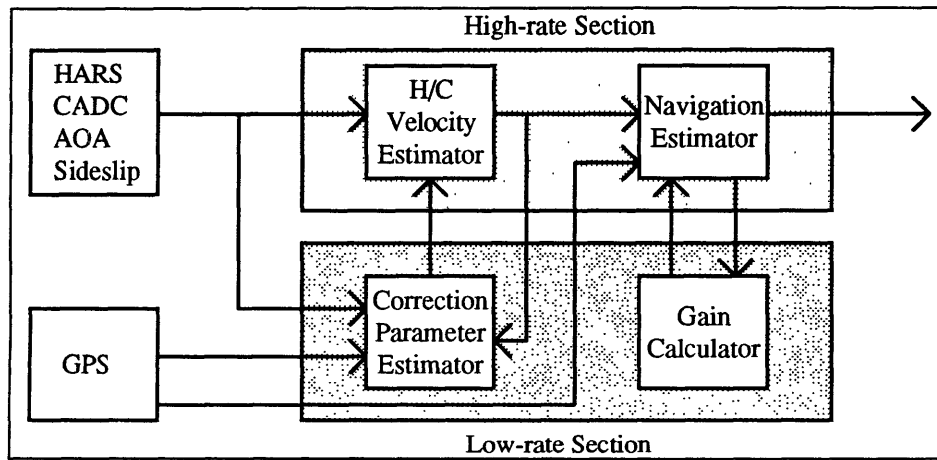 High-rate Section
HARS
CADC
AOA
Sideslip
H/C
Velocity
Estimator
Navigation
Estimator
GPS
Correction
Parameter
Estimator
Gain
Calculator
Low-rate Section